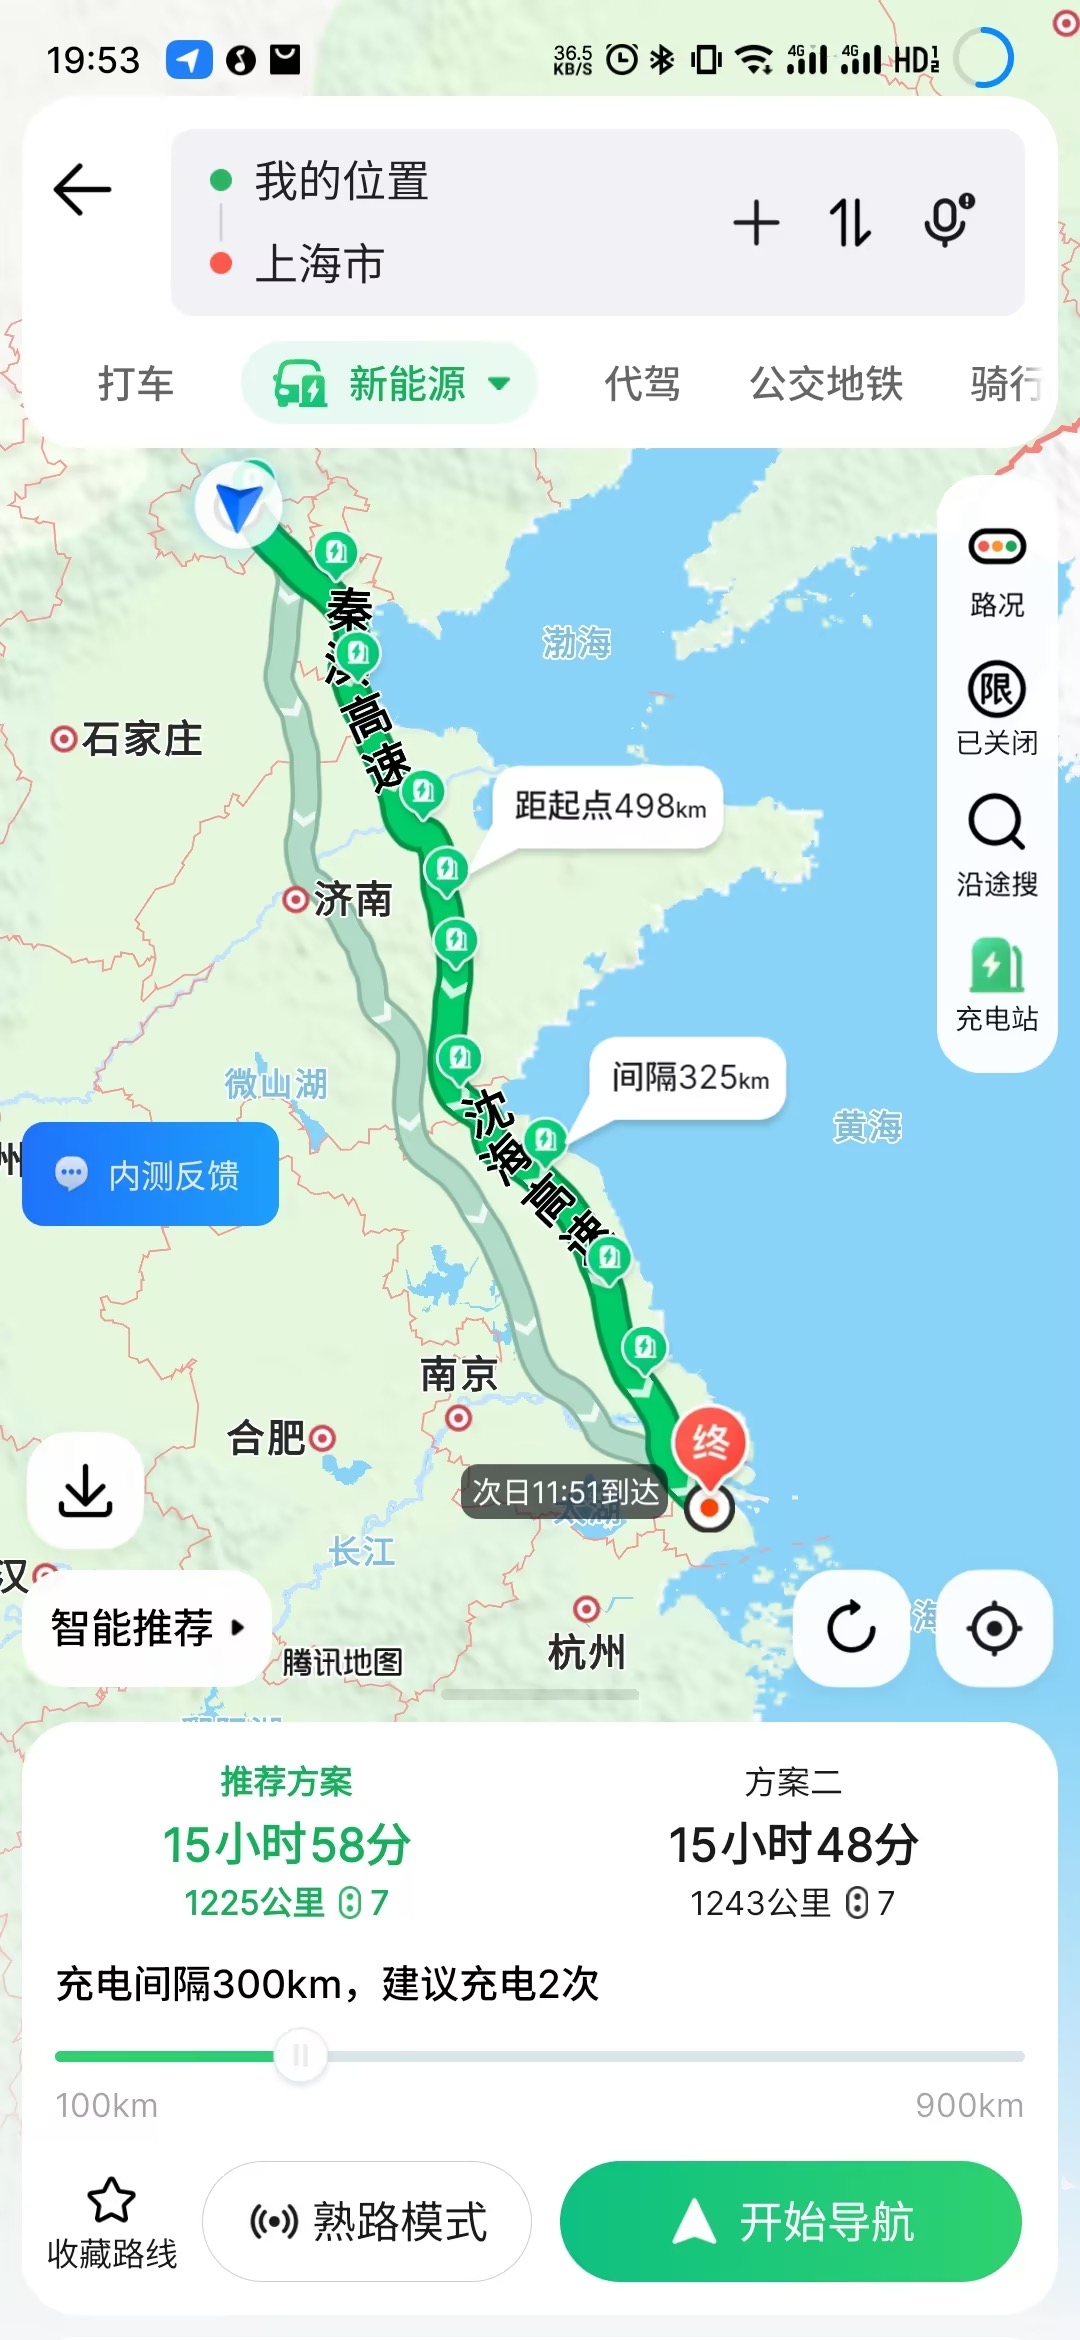 19:53
36.5
KB/S
4G
4G
HD
我的位置
上海市
打车
新能源
代驾
公交地铁
骑行
路况
限
已关闭
沿途搜
充电站
渤海
石家庄
高速
距起点498km
济南
微山湖
间隔325km
黄海
沈海高速
内测反馈
南京
合肥
终
次日11:51到达
太湖
长江
汉
海
智能推荐
腾讯地图
杭州
推荐方案
15小时58分
1225公里 7
方案二
15小时48分
1243公里 7
充电间隔300km，建议充电2次
100km
900km
收藏路线
熟路模式
开始导航